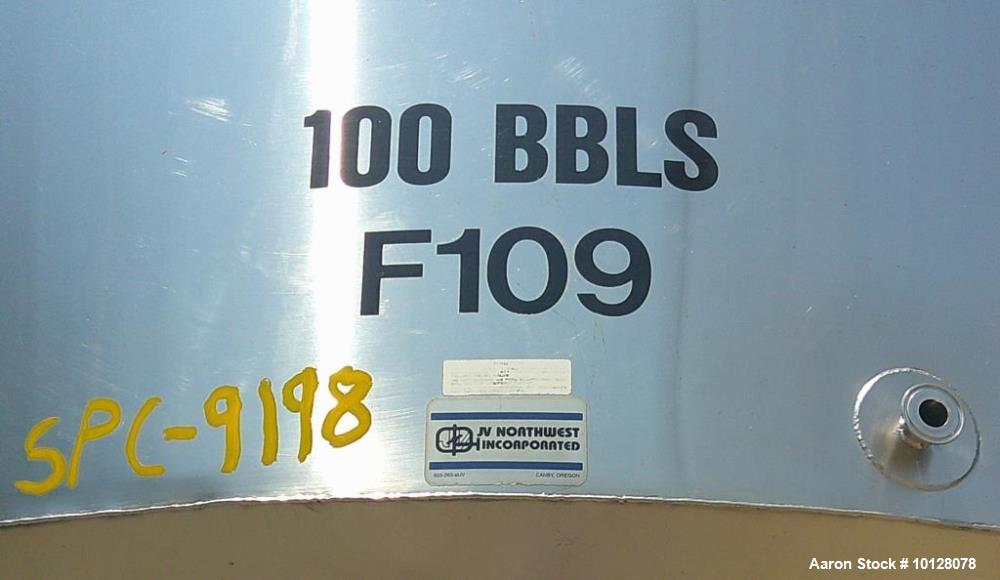 100 BBLS
F109
SPC-9198
JV NORTHWEST
INCORPORATED
CANBY, OREGON
Aaron Stock # 10128078